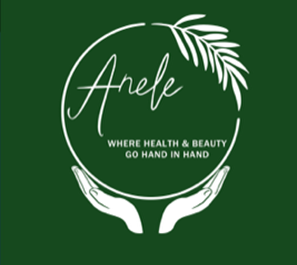 Anele
WHERE HEALTH & BEAUTY
GO HAND IN HAND